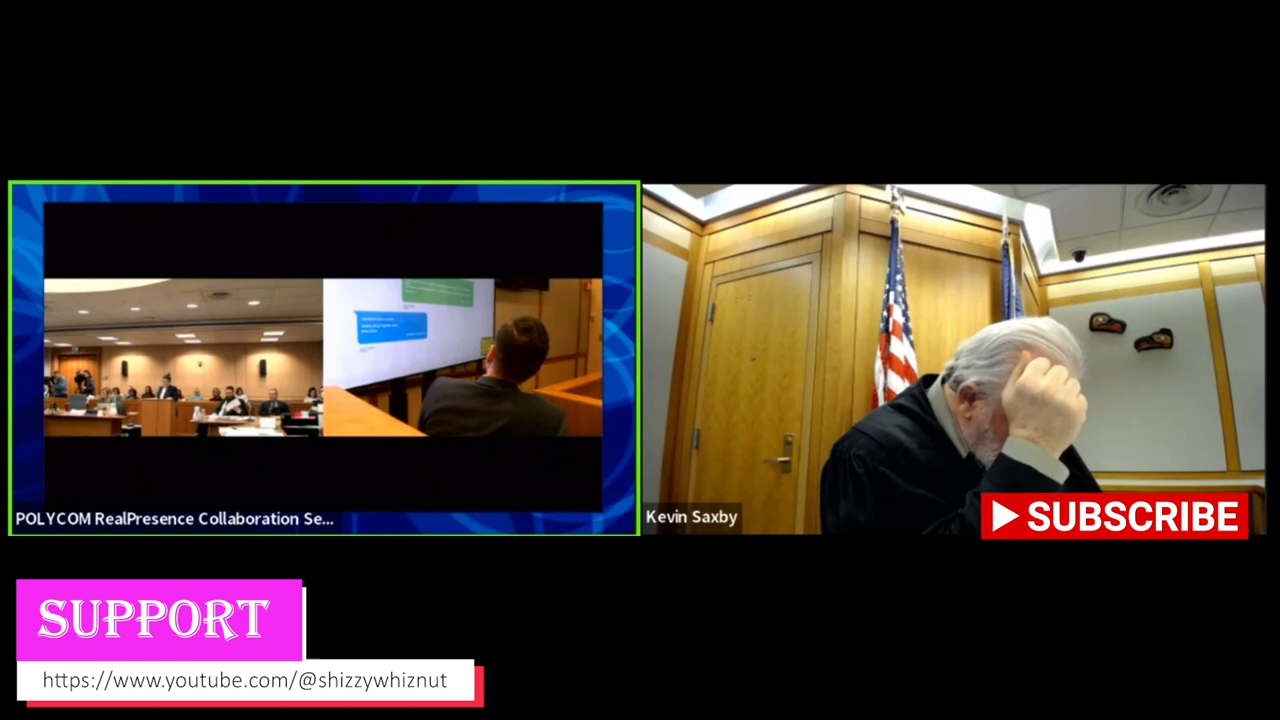 POLYCOM RealPresence Collaboration Se...
Kevin Saxby
SUBSCRIBE
SUPPORT
https://www.youtube.com/@shizzywhiznut